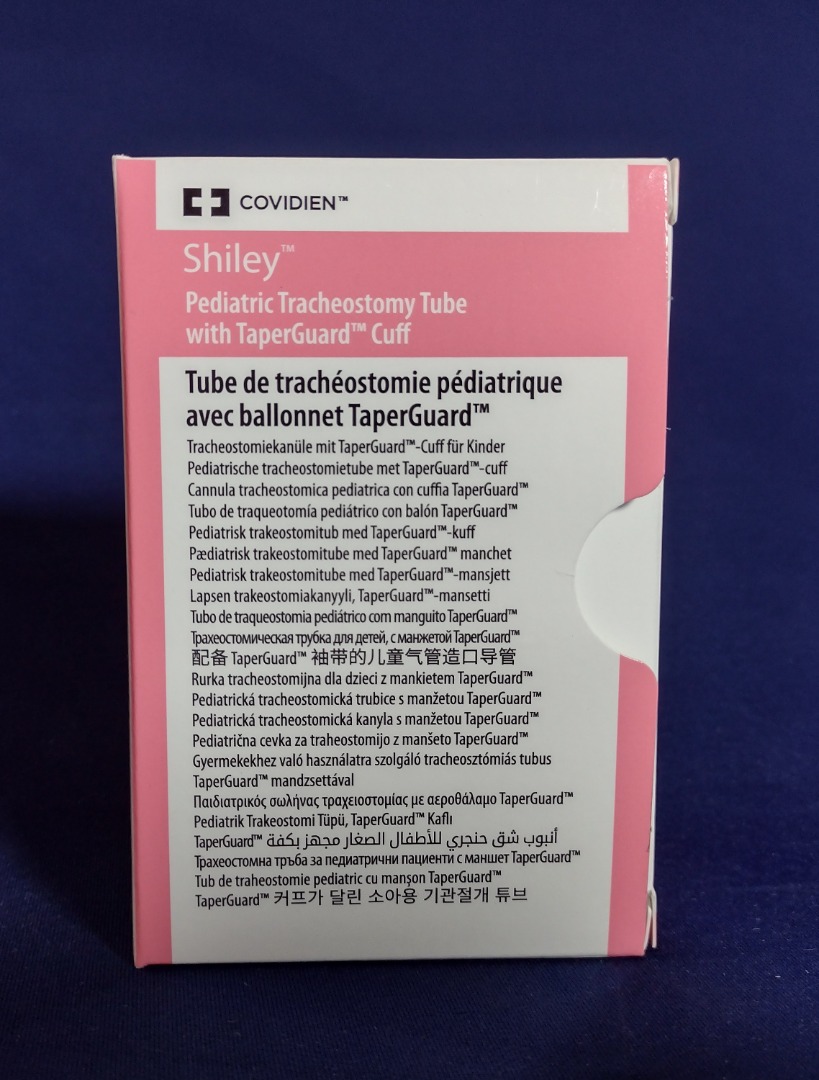 COVIDIEN™
Shiley™
Pediatric Tracheostomy Tube
with TaperGuard™ Cuff
Tube de trachéostomie pédiatrique
avec ballonnet TaperGuard™
Tracheostomiekanüle mit TaperGuard™-Cuff für Kinder
Pediatrische tracheostomietube met TaperGuard™-cuff
Cannula tracheostomica pediatrica con cuffia TaperGuard™
Tubo de traqueotomía pediátrico con balón TaperGuard™
Pediatrisk trakeostomitub med TaperGuard™-kuff
Pædiatrisk trakeostomitube med TaperGuard™ manchet
Pediatrisk trakeostomitube med TaperGuard™-mansjett
Lapsen trakeostomiakanyyli, TaperGuard™-mansetti
Tubo de traqueostomia pediátrico com manguito TaperGuard™
Трахеостомическая трубка для детей, с манжетой TaperGuard™
配备 TaperGuard™ 袖带的儿童气管造口导管
Rurka tracheostomijna dla dzieci z mankietem TaperGuard™
Pediatrická tracheostomická trubice s manžetou TaperGuard™
Pediatrická tracheostomická kanyla s manžetou TaperGuard™
Pediatrična cevka za traheostomijo z manšeto TaperGuard™
Gyermekekhez való használatra szolgáló tracheosztómiás tubus
TaperGuard™ mandzsettával
Παιδιατρικός σωλήνας τραχειοστομίας με αεροθάλαμο TaperGuard™
Pediatrik Trakeostomi Tüpü, TaperGuard™ Kaflı
أنبوب شق حنجري للأطفال الصغار مجهز بكفة TaperGuard™
Трахеостомна тръба за педиатрични пациенти с маншет TaperGuard™
Tub de traheostomie pediatric cu manșon TaperGuard™
TaperGuard™ 커프가 달린 소아용 기관절개 튜브